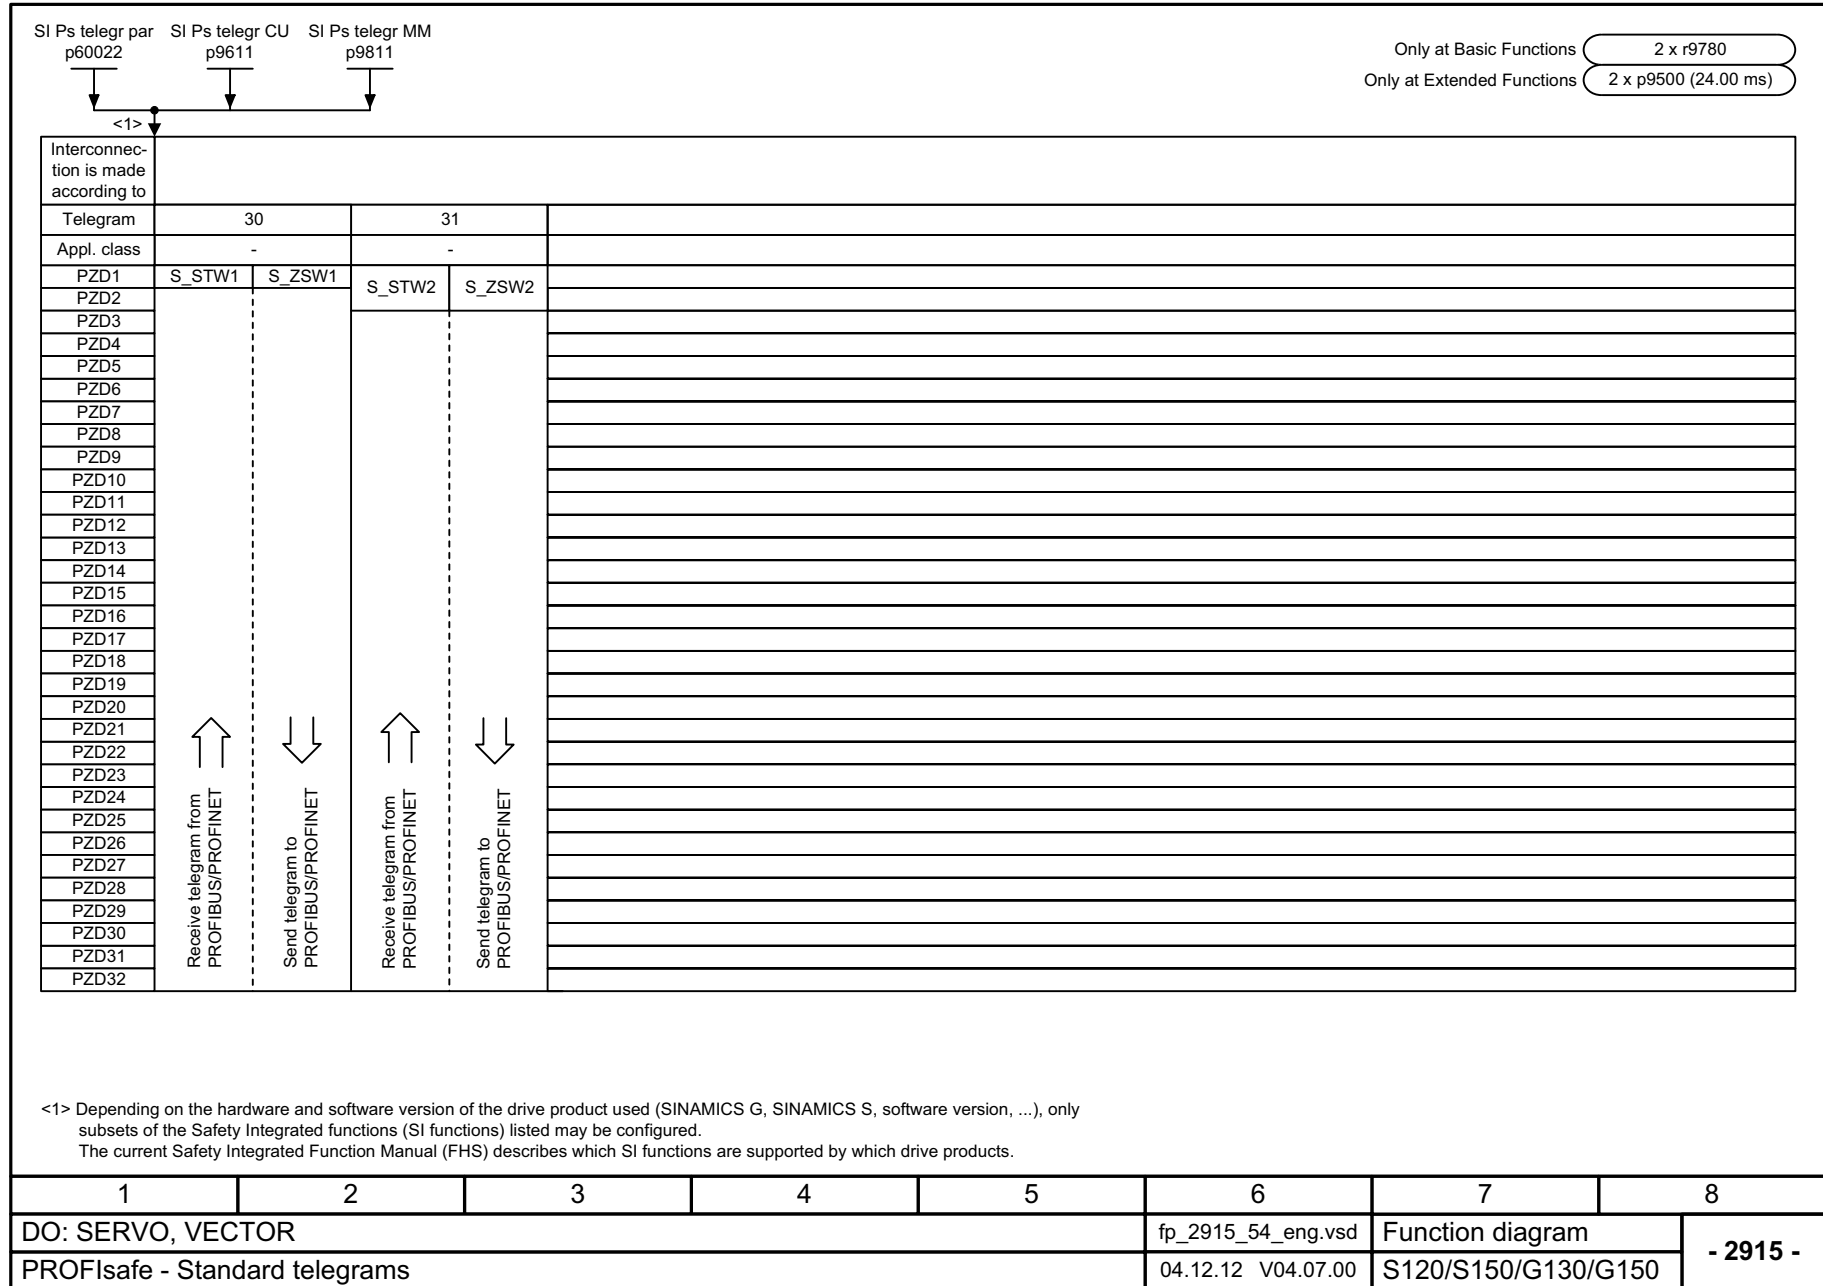 SI Ps telegr par SI Ps telegr CU SI Ps telegr MM
p60022 p9611 p9811
Only at Basic Functions 2 x r9780
Only at Extended Functions 2 x p9500 (24.00 ms)
<1>
Interconnec-
tion is made
according to
Telegram 30 31
Appl. class - -
PZD1 S_STW1 S_ZSW1 S_STW2 S_ZSW2
PZD2
PZD3
PZD4
PZD5
PZD6
PZD7
PZD8
PZD9
PZD10
PZD11
PZD12
PZD13
PZD14
PZD15
PZD16
PZD17
PZD18
PZD19
PZD20
PZD21
PZD22
PZD23
PZD24
PZD25
PZD26
PZD27
PZD28
PZD29
PZD30
PZD31
PZD32
Receive telegram from
PROFIBUS/PROFINET
Send telegram to
PROFIBUS/PROFINET
Receive telegram from
PROFIBUS/PROFINET
Send telegram to
PROFIBUS/PROFINET
<1> Depending on the hardware and software version of the drive product used (SINAMICS G, SINAMICS S, software version, ...), only
subsets of the Safety Integrated functions (SI functions) listed may be configured.
The current Safety Integrated Function Manual (FHS) describes which SI functions are supported by which drive products.
1 2 3 4 5 6 7 8
DO: SERVO, VECTOR fp_2915_54_eng.vsd Function diagram - 2915 -
PROFIsafe - Standard telegrams 04.12.12 V04.07.00 S120/S150/G130/G150